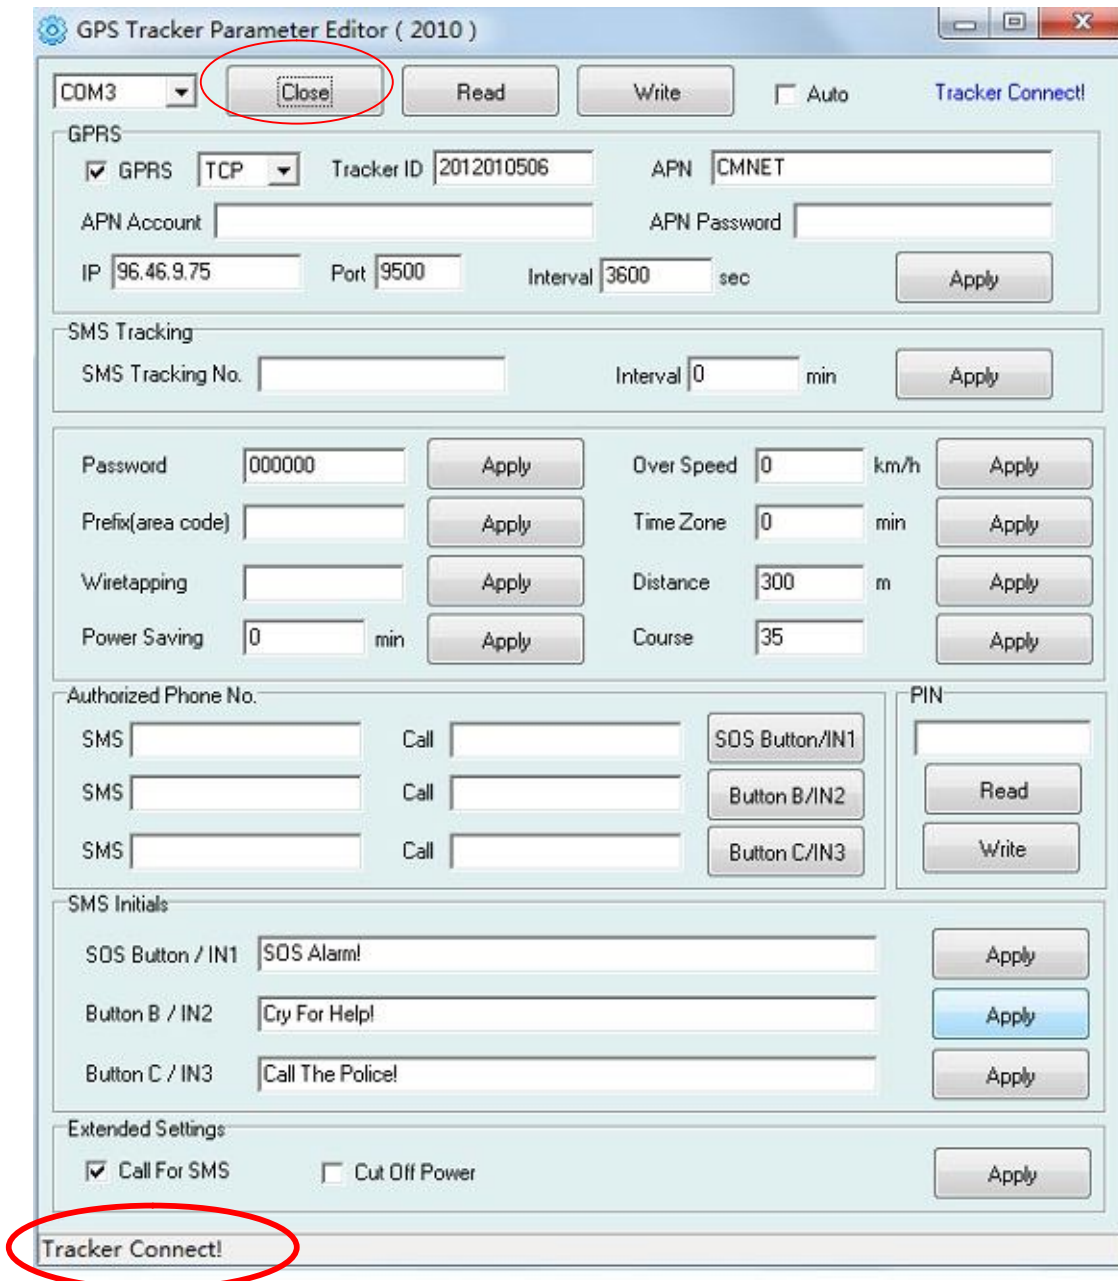 GPS Tracker Parameter Editor ( 2010 )
COM3 Close Read Write Auto Tracker Connect!
GPRS
GPRS TCP Tracker ID 2012010506 APN CMNET
APN Account APN Password
IP 96.46.9.75 Port 9500 Interval 3600 sec Apply
SMS Tracking
SMS Tracking No. Interval 0 min Apply
Password 000000 Apply Over Speed 0 km/h Apply
Prefix(area code) Apply Time Zone 0 min Apply
Wiretapping Apply Distance 300 m Apply
Power Saving 0 min Apply Course 35 Apply
Authorized Phone No. PIN
SMS Call SOS Button/IN1
SMS Call Button B/IN2 Read
SMS Call Button C/IN3 Write
SMS Initials
SOS Button / IN1 SOS Alarm! Apply
Button B / IN2 Cry For Help! Apply
Button C / IN3 Call The Police! Apply
Extended Settings
Call For SMS Cut Off Power Apply
Tracker Connect!